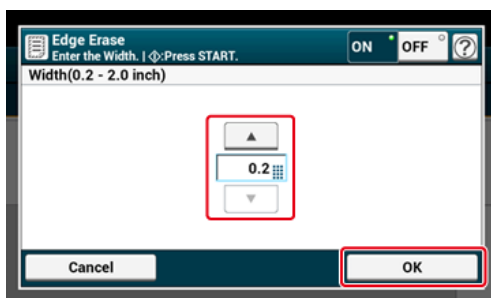 Edge Erase
Enter the Width. | :Press START.
ON OFF ?
Width(0.2 - 2.0 inch)
▲
0.2
▼
Cancel OK